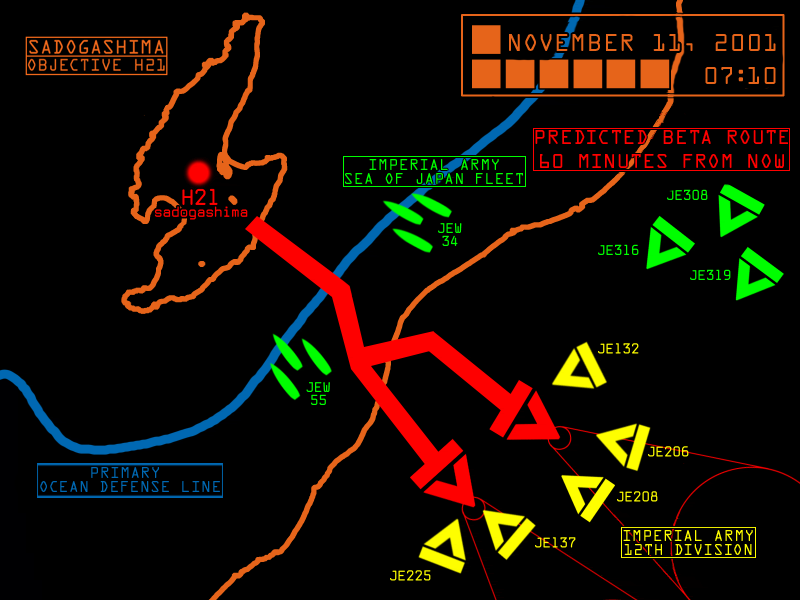 SADOGASHIMA
OBJECTIVE H21
NOVEMBER 11, 2001
07:10
PREDICTED BETA ROUTE
60 MINUTES FROM NOW
IMPERIAL ARMY
SEA OF JAPAN FLEET
H21
sadogashima
JE308
JE316
JE319
JEW
34
JE132
JEW
55
JE206
PRIMARY
OCEAN DEFENSE LINE
JE208
IMPERIAL ARMY
12TH DIVISION
JE137
JE225